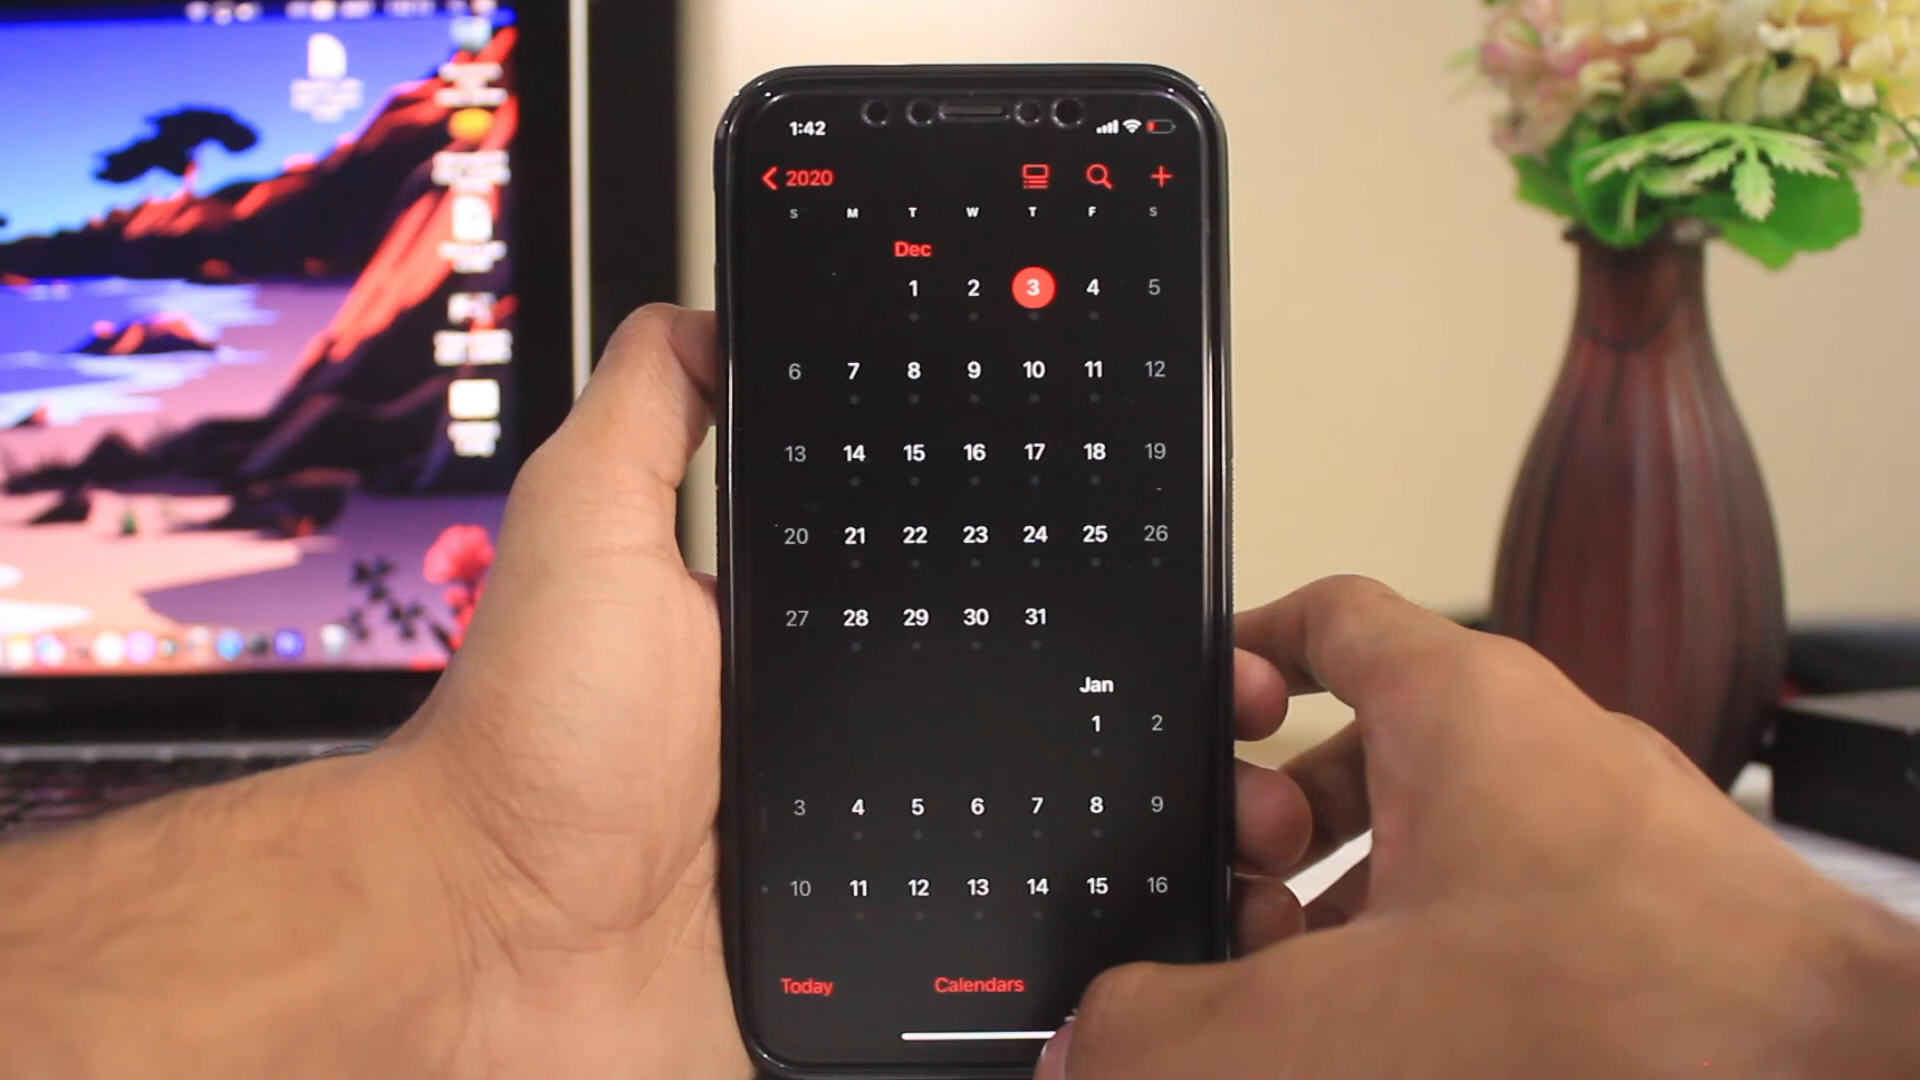 1:42
2020
S M T W T F S
Dec
1 2 3 4 5
6 7 8 9 10 11 12
13 14 15 16 17 18 19
20 21 22 23 24 25 26
27 28 29 30 31
Jan
1 2
3 4 5 6 7 8 9
10 11 12 13 14 15 16
Today Calendars